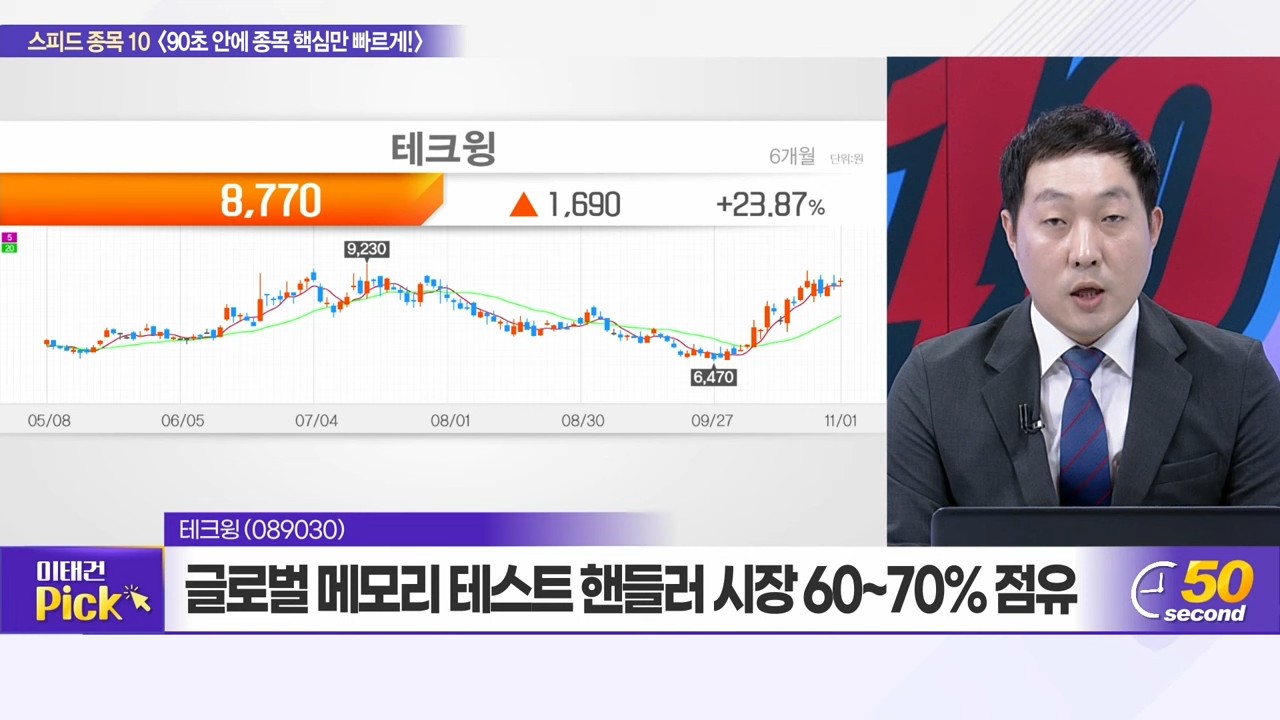 스피드 종목 10 〈90초 안에 종목 핵심만 빠르게!〉
테크윙
6개월 단위:원
8,770 ▲ 1,690 +23.87%
5
20
9,230
6,470
05/08 06/05 07/04 08/01 08/30 09/27 11/01
테크윙(089030)
이태건
Pick
글로벌 메모리 테스트 핸들러 시장 60~70% 점유
50
second